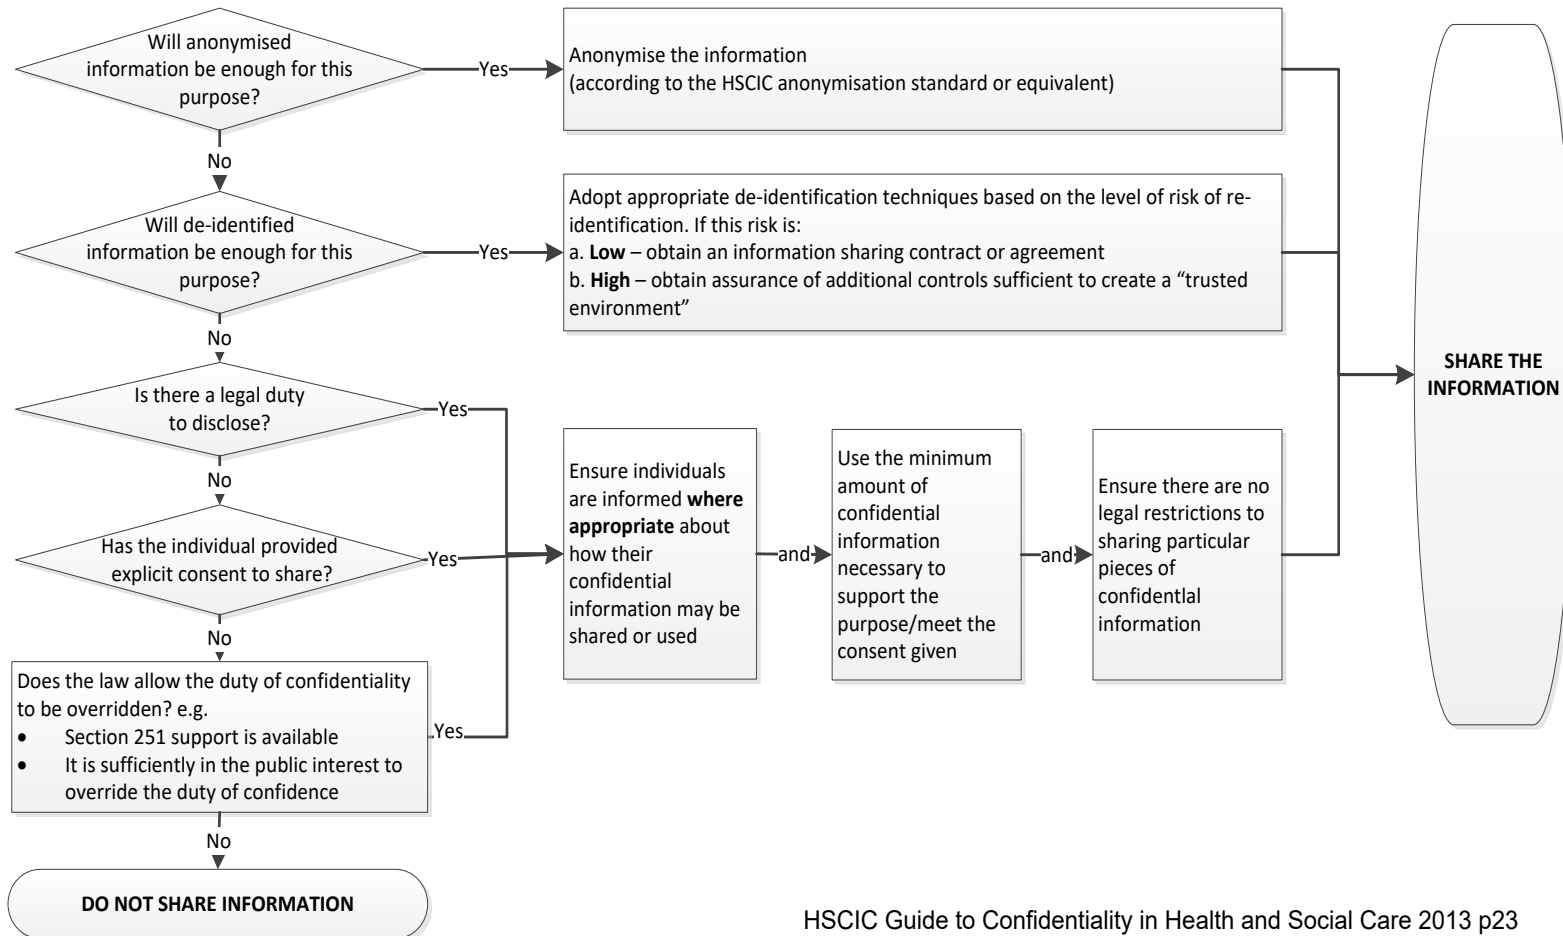 Will anonymised
information be enough for this
purpose?
Yes
Anonymise the information
(according to the HSCIC anonymisation standard or equivalent)
No
Will de-identified
information be enough for this
purpose?
Yes
Adopt appropriate de-identification techniques based on the level of risk of re-
identification. If this risk is:
a. Low – obtain an information sharing contract or agreement
b. High – obtain assurance of additional controls sufficient to create a “trusted
environment”
No
Is there a legal duty
to disclose?
Yes
No
Has the individual provided
explicit consent to share?
Yes
No
Does the law allow the duty of confidentiality
to be overridden? e.g.
• Section 251 support is available
• It is sufficiently in the public interest to
override the duty of confidence
Yes
No
DO NOT SHARE INFORMATION
Ensure individuals
are informed where
appropriate about
how their
confidential
information may be
shared or used
and
Use the minimum
amount of
confidential
information
necessary to
support the
purpose/meet the
consent given
and
Ensure there are no
legal restrictions to
sharing particular
pieces of
confidentlal
information
SHARE THE
INFORMATION
HSCIC Guide to Confidentiality in Health and Social Care 2013 p23